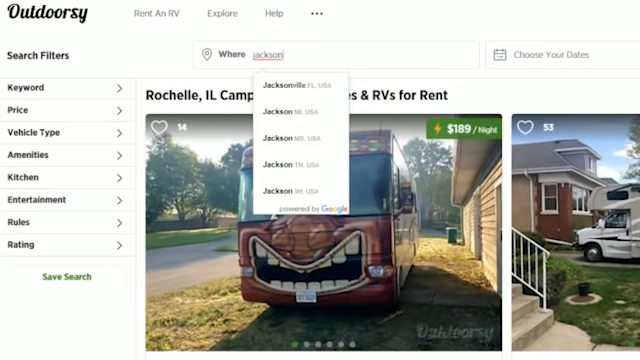 Outdoorsy
Rent An RV
Explore
Help
Search Filters
Where
jackson
Choose Your Dates
Keyword
Price
Vehicle Type
Amenities
Kitchen
Entertainment
Rules
Rating
Save Search
Jacksonville FL, USA
Jackson MI, USA
Jackson MS, USA
Jackson TN, USA
Jackson WI, USA
powered by Google
Rochelle, IL Camp
s & RVs for Rent
14
$189 / Night
53
Outdoorsy